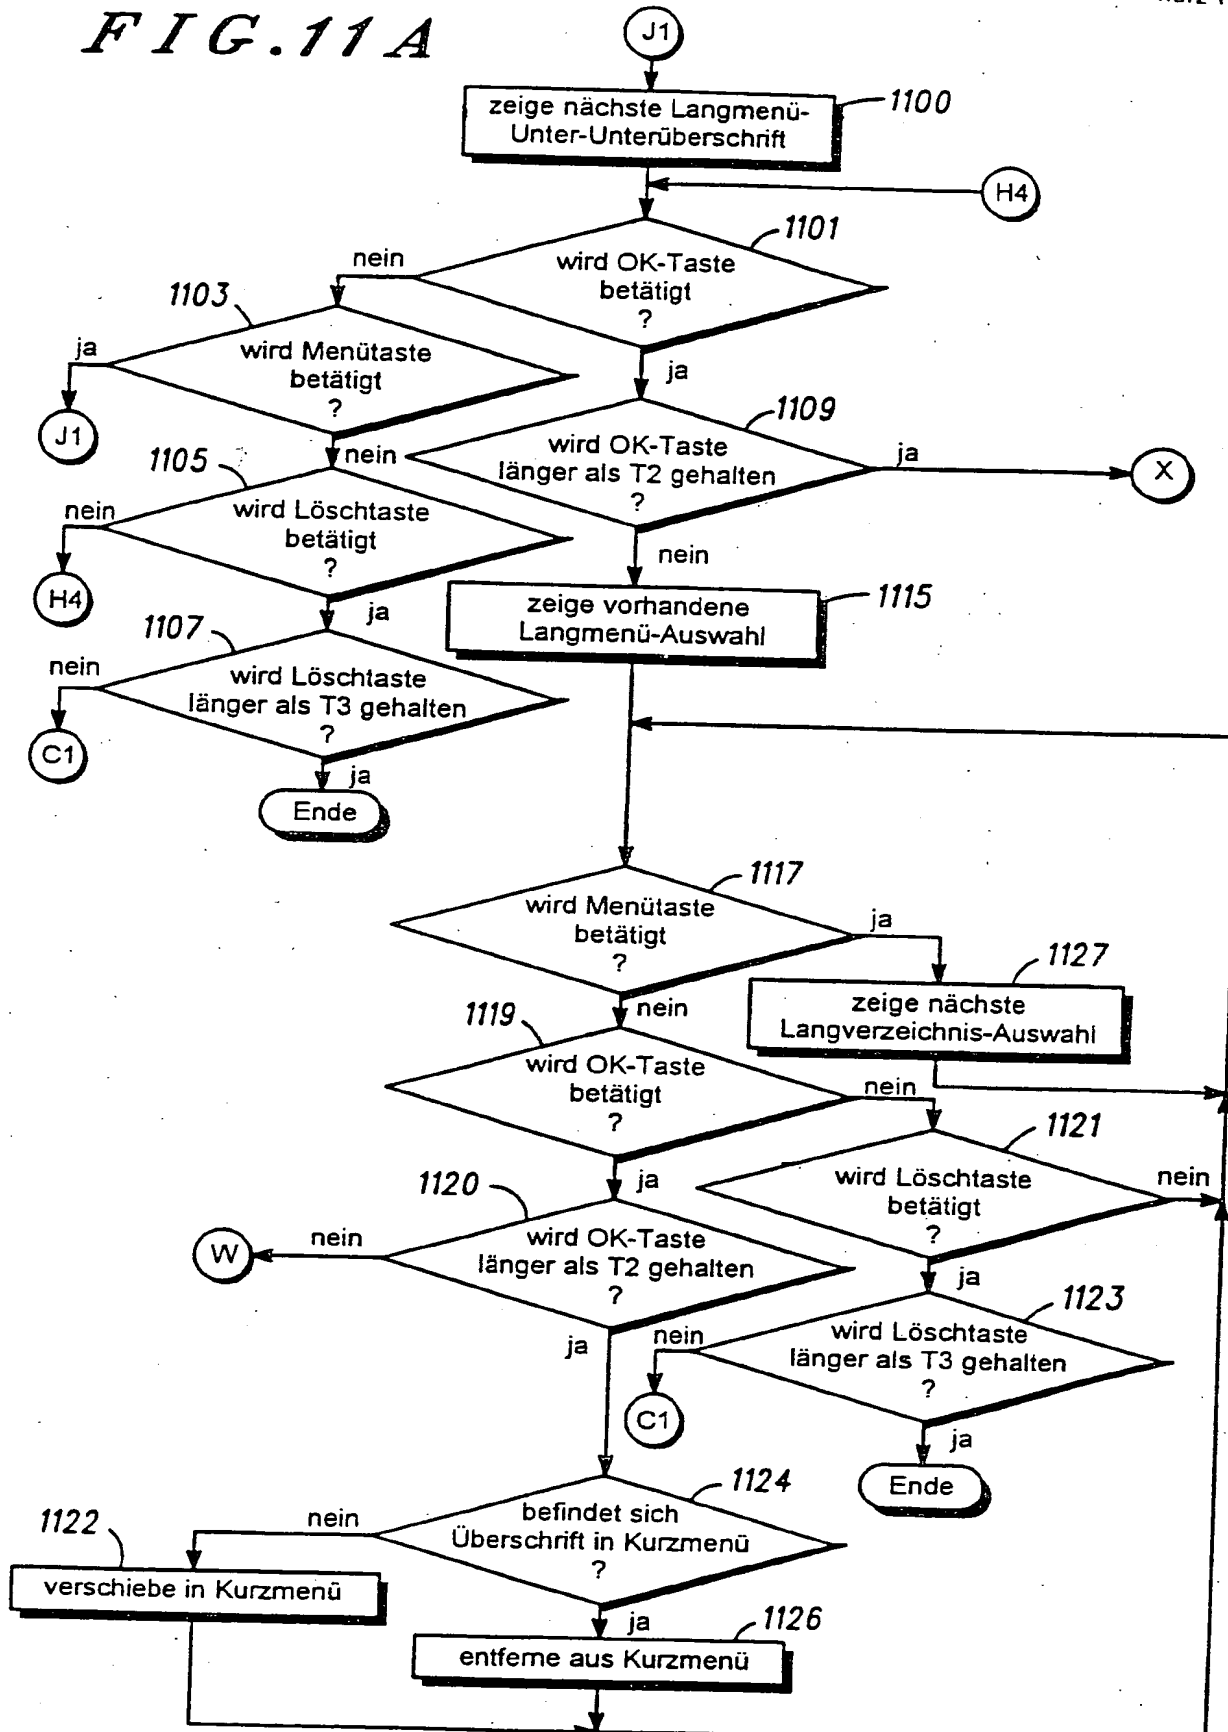 FIG.11A
J1
zeige nächste Langmenü-
Unter-Unterüberschrift
1100
H4
1101
wird OK-Taste
betätigt
?
nein
ja
1103
wird Menütaste
betätigt
?
ja
J1
nein
1109
wird OK-Taste
länger als T2 gehalten
?
ja
X
nein
1105
wird Löschtaste
betätigt
?
nein
H4
ja
1115
zeige vorhandene
Langmenü-Auswahl
1107
wird Löschtaste
länger als T3 gehalten
?
nein
C1
ja
Ende
1117
wird Menütaste
betätigt
?
ja
1127
zeige nächste
Langverzeichnis-Auswahl
nein
1119
wird OK-Taste
betätigt
?
nein
1121
wird Löschtaste
betätigt
?
nein
ja
1120
wird OK-Taste
länger als T2 gehalten
?
nein
W
ja
ja
1123
wird Löschtaste
länger als T3 gehalten
?
nein
C1
ja
Ende
1124
befindet sich
Überschrift in Kurzmenü
?
nein
1122
verschiebe in Kurzmenü
ja
1126
entferne aus Kurzmenü